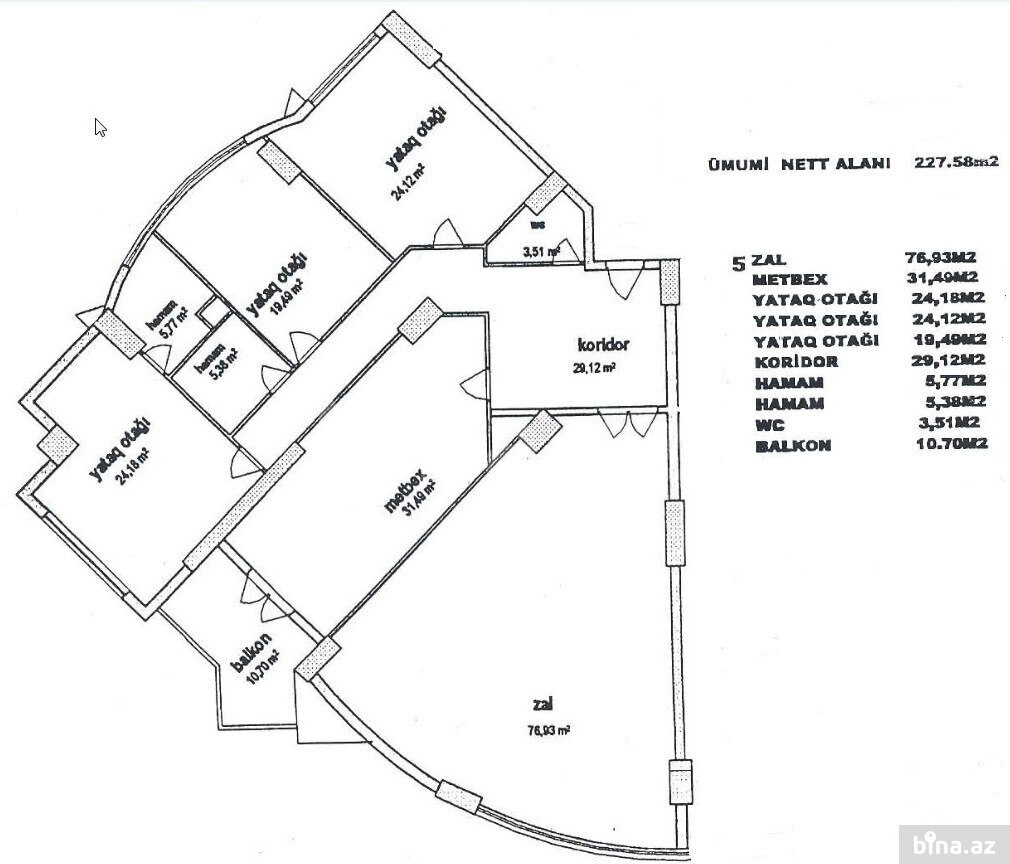 yataq otağı
24,12 m²
wc
3,51 m²
yataq otağı
19,49 m²
hamam
5,77 m²
hamam
5,38 m²
koridor
29,12 m²
yataq otağı
24,18 m²
metbex
31,49 m²
balkon
10,70 m²
zal
76,93 m²
ÜMUMİ NETT ALANI 227.58m2
5 ZAL 76,93M2
METBEX 31,49M2
YATAQ OTAĞI 24,18M2
YATAQ OTAĞI 24,12M2
YATAQ OTAĞI 19,49M2
KORİDOR 29,12M2
HAMAM 5,77M2
HAMAM 5,38M2
WC 3,51M2
BALKON 10.70M2
bina.az